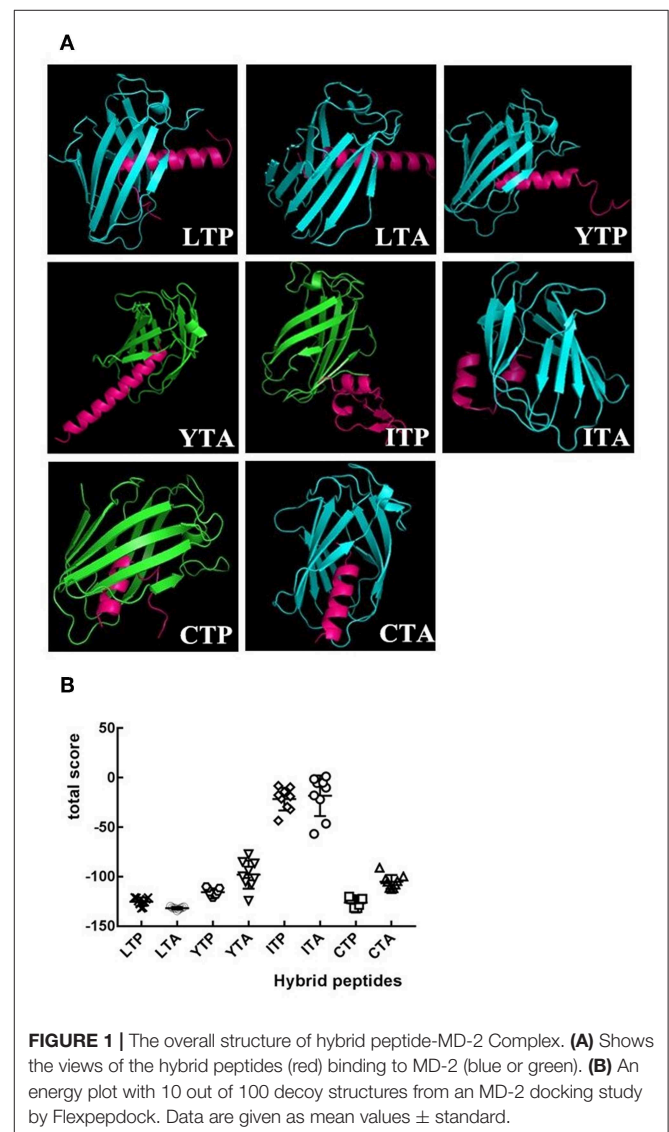 A
LTP
LTA
YTP
YTA
ITP
ITA
CTP
CTA
B
total score
50
0
-50
-100
-150
LTP
LTA
YTP
YTA
ITP
ITA
CTP
CTA
Hybrid peptides
FIGURE 1 | The overall structure of hybrid peptide-MD-2 Complex. (A) Shows
the views of the hybrid peptides (red) binding to MD-2 (blue or green). (B) An
energy plot with 10 out of 100 decoy structures from an MD-2 docking study
by Flexpepdock. Data are given as mean values ± standard.